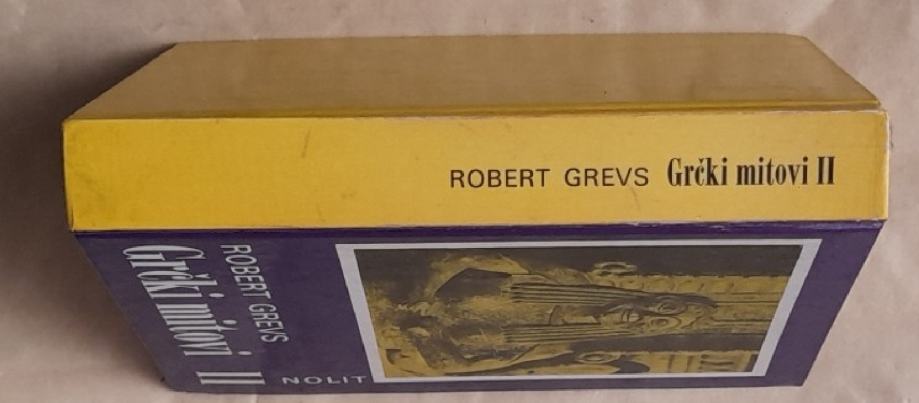 ROBERT GREVS Grčki mitovi II
ROBERT GREVS
Grčki mitovi II
NOLIT